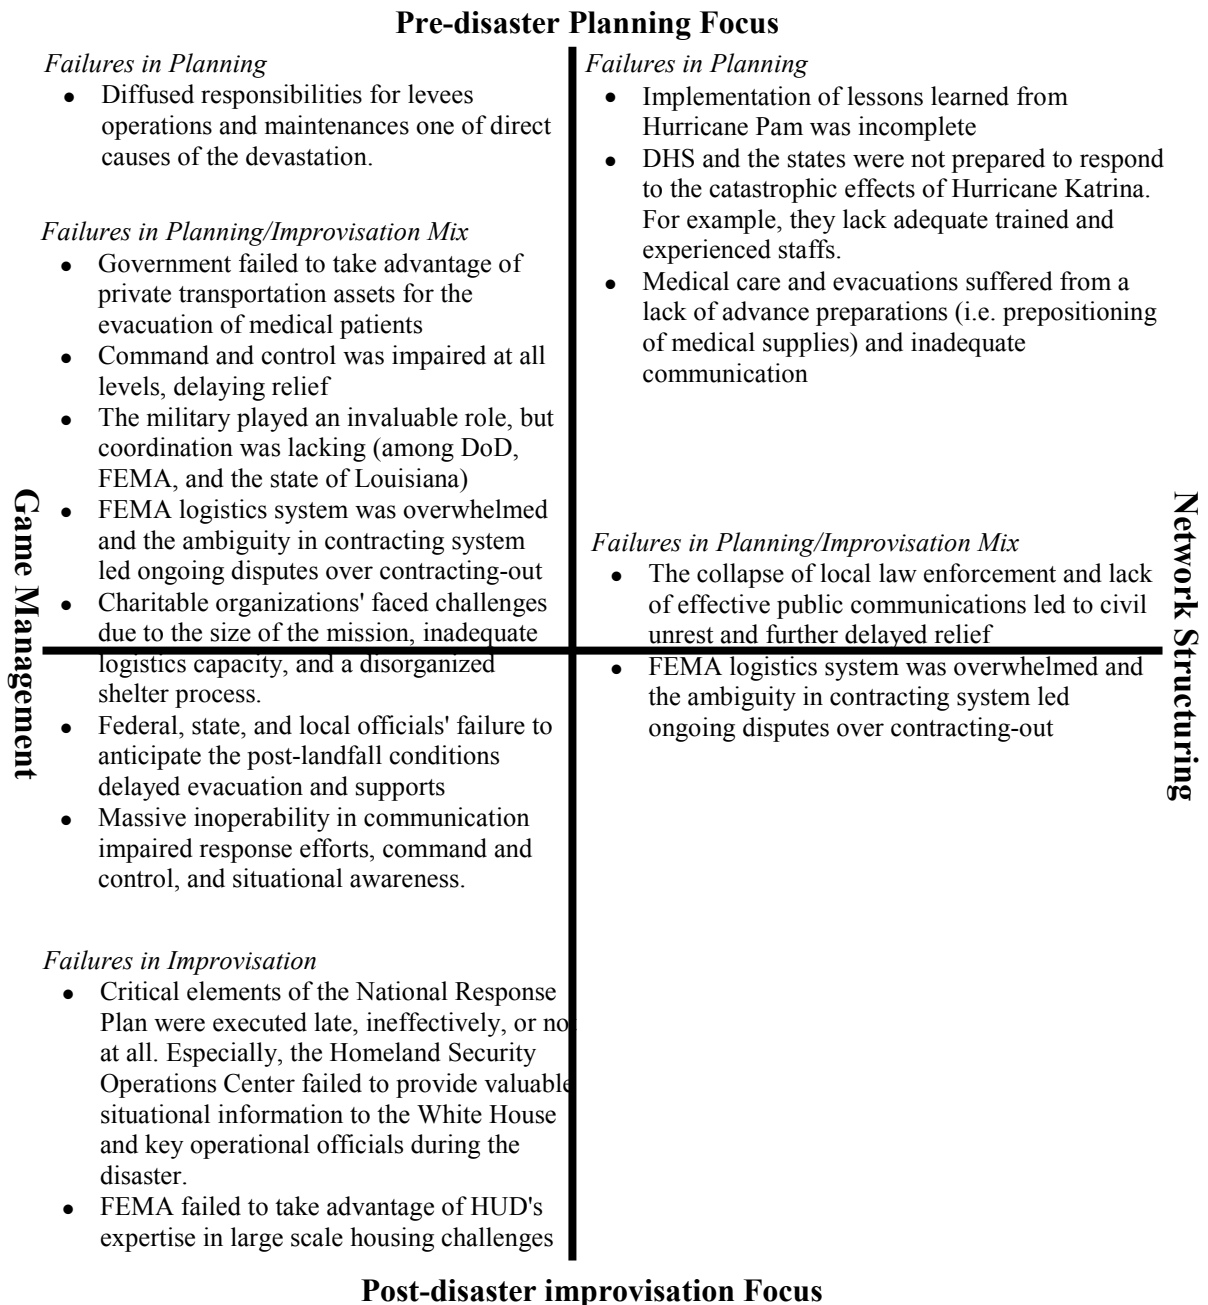 Pre-disaster Planning Focus
Failures in Planning
• Diffused responsibilities for levees
operations and maintenances one of direct
causes of the devastation.
Failures in Planning/Improvisation Mix
• Government failed to take advantage of
private transportation assets for the
evacuation of medical patients
• Command and control was impaired at all
levels, delaying relief
• The military played an invaluable role, but
coordination was lacking (among DoD,
FEMA, and the state of Louisiana)
• FEMA logistics system was overwhelmed
and the ambiguity in contracting system
led ongoing disputes over contracting-out
• Charitable organizations' faced challenges
due to the size of the mission, inadequate
logistics capacity, and a disorganized
shelter process.
• Federal, state, and local officials' failure to
anticipate the post-landfall conditions
delayed evacuation and supports
• Massive inoperability in communication
impaired response efforts, command and
control, and situational awareness.
Failures in Improvisation
• Critical elements of the National Response
Plan were executed late, ineffectively, or not
at all. Especially, the Homeland Security
Operations Center failed to provide valuable
situational information to the White House
and key operational officials during the
disaster.
• FEMA failed to take advantage of HUD's
expertise in large scale housing challenges
Game Management
Failures in Planning
• Implementation of lessons learned from
Hurricane Pam was incomplete
• DHS and the states were not prepared to respond
to the catastrophic effects of Hurricane Katrina.
For example, they lack adequate trained and
experienced staffs.
• Medical care and evacuations suffered from a
lack of advance preparations (i.e. prepositioning
of medical supplies) and inadequate
communication
Failures in Planning/Improvisation Mix
• The collapse of local law enforcement and lack
of effective public communications led to civil
unrest and further delayed relief
• FEMA logistics system was overwhelmed and
the ambiguity in contracting system led
ongoing disputes over contracting-out
Network Structuring
Post-disaster improvisation Focus